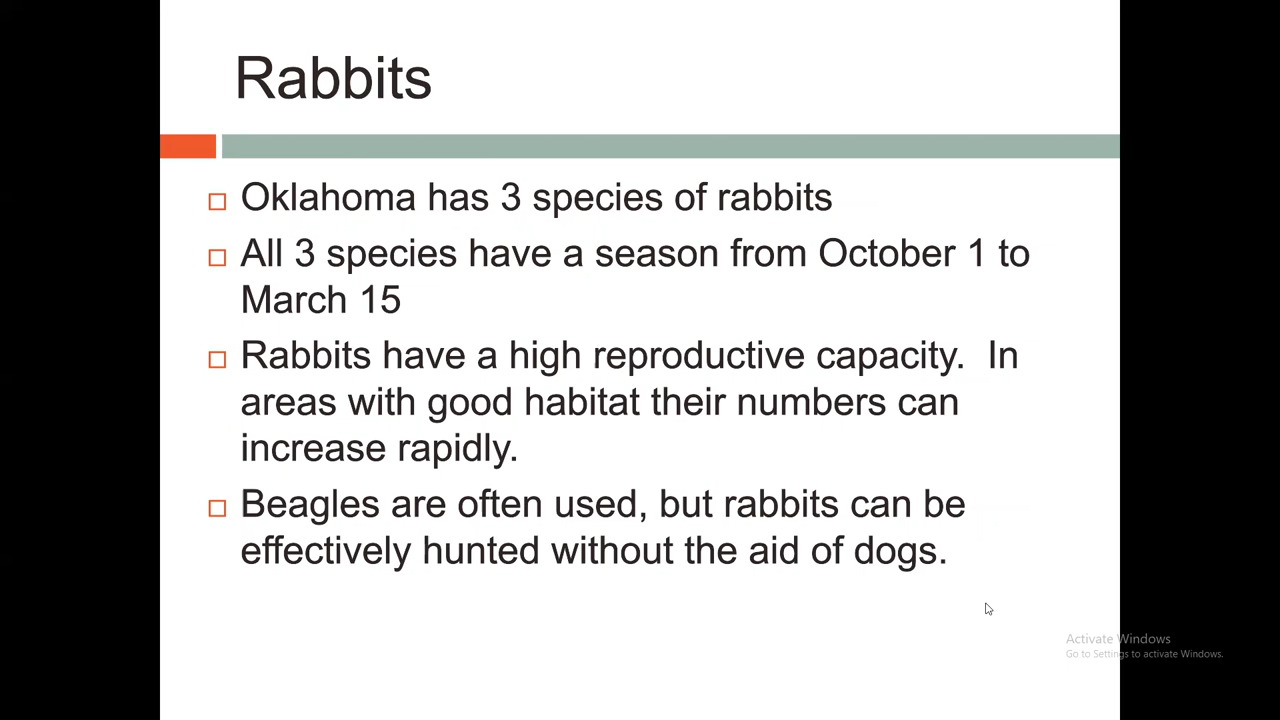 Rabbits
Oklahoma has 3 species of rabbits
All 3 species have a season from October 1 to
March 15
Rabbits have a high reproductive capacity.  In
areas with good habitat their numbers can
increase rapidly.
Beagles are often used, but rabbits can be
effectively hunted without the aid of dogs.
Activate Windows
Go to Settings to activate Windows.